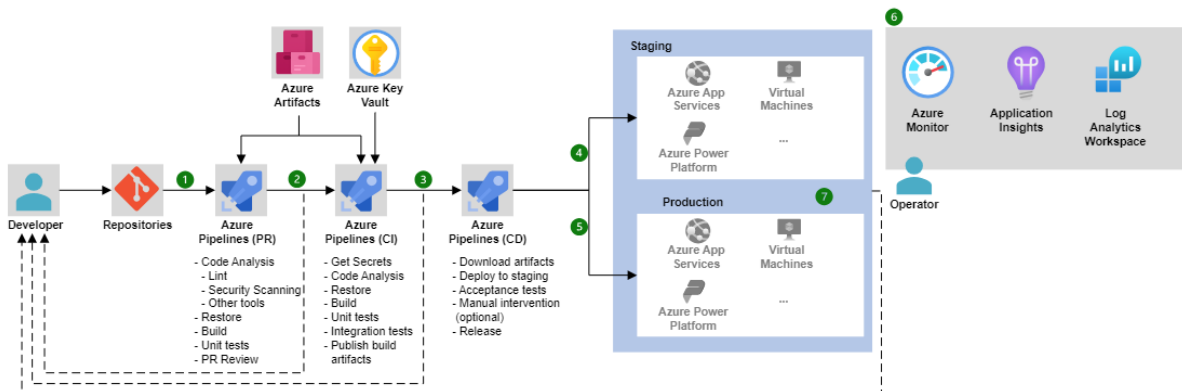 6
Staging
Azure App
Services
Virtual
Machines
Azure Power
Platform
...
Azure
Monitor
Application
Insights
Log
Analytics
Workspace
Azure
Artifacts
Azure Key
Vault
4
Developer
Repositories
1
Azure
Pipelines (PR)
2
Azure
Pipelines (CI)
3
Azure
Pipelines (CD)
5
Operator
Production
7
Azure App
Services
Virtual
Machines
Azure Power
Platform
...
- Code Analysis
- Lint
- Security Scanning
- Other tools
- Restore
- Build
- Unit tests
- PR Review
- Get Secrets
- Code Analysis
- Restore
- Build
- Unit tests
- Integration tests
- Publish build
artifacts
- Download artifacts
- Deploy to staging
- Acceptance tests
- Manual intervention
(optional)
- Release